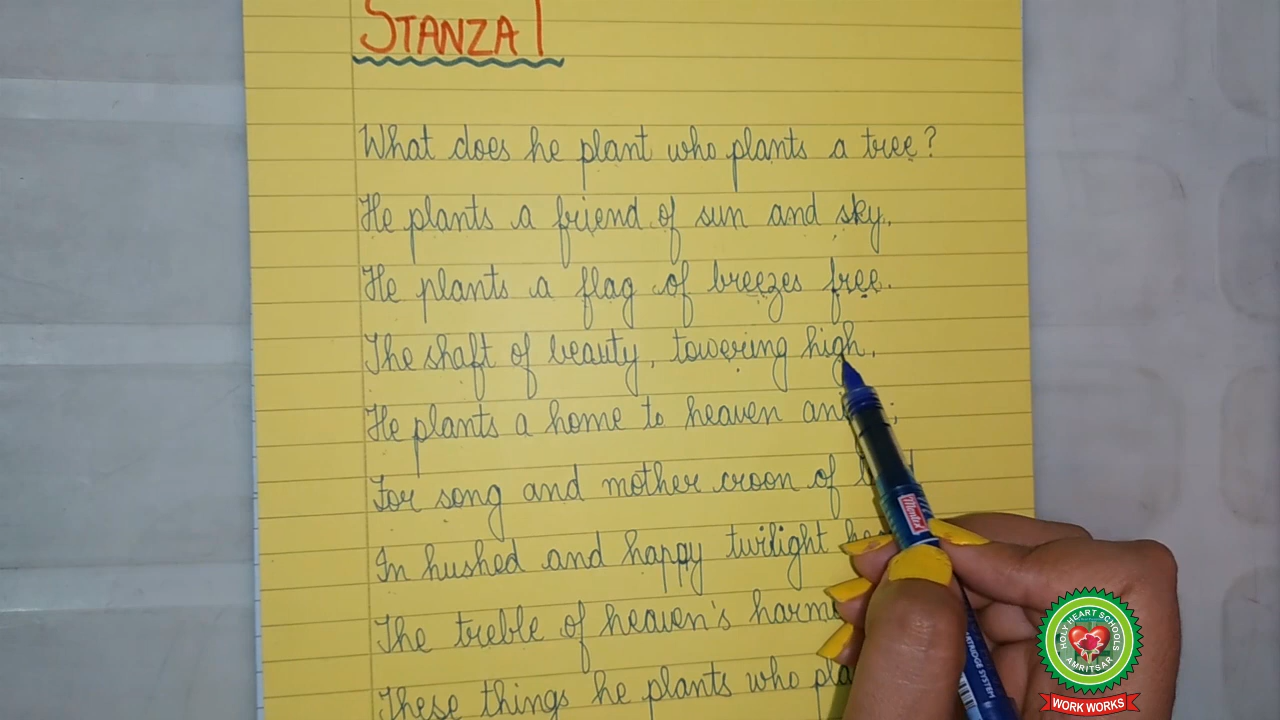 STANZA 1
What does he plant who plants a tree?
He plants a friend of sun and sky.
He plants a flag of breezes free.
The shaft of beauty, towering high.
He plants a home to heaven
For song and mother croon of
In hushed and happy twilight
The treble of heaven's
These things he plants who
Montex
CARTRIDGE SYSTEM
HOLY HEART SCHOOLS
AMRITSAR
WORK WORKS